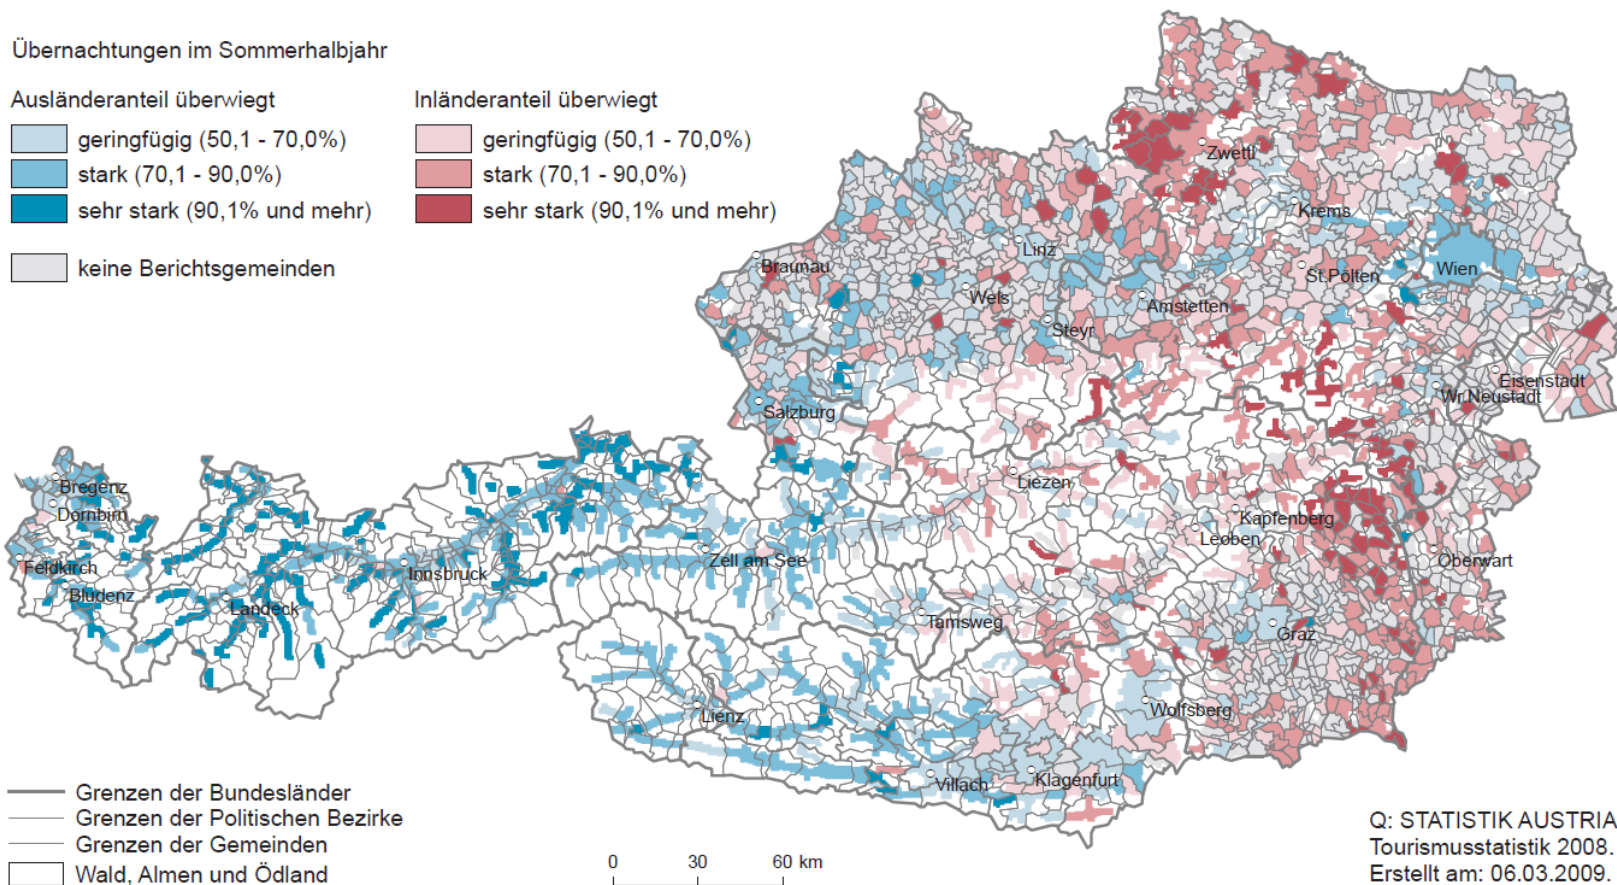 Übernachtungen im Sommerhalbjahr
Ausländeranteil überwiegt
geringfügig (50,1 - 70,0%)
stark (70,1 - 90,0%)
sehr stark (90,1% und mehr)
keine Berichtsgemeinden
Inländeranteil überwiegt
geringfügig (50,1 - 70,0%)
stark (70,1 - 90,0%)
sehr stark (90,1% und mehr)
Zwettl
Krems
Linz
Braunau
St.Pölten
Wien
Wels
Amstetten
Steyr
Eisenstadt
Wr.Neustadt
Salzburg
Bregenz
Dornbirn
Liezen
Kapfenberg
Leoben
Feldkirch
Innsbruck
Zell am See
Oberwart
Bludenz
Landeck
Tamsweg
Graz
Lienz
Wolfsberg
Villach
Klagenfurt
Grenzen der Bundesländer
Grenzen der Politischen Bezirke
Grenzen der Gemeinden
Wald, Almen und Ödland
0 30 60 km
Q: STATISTIK AUSTRIA
Tourismusstatistik 2008.
Erstellt am: 06.03.2009.